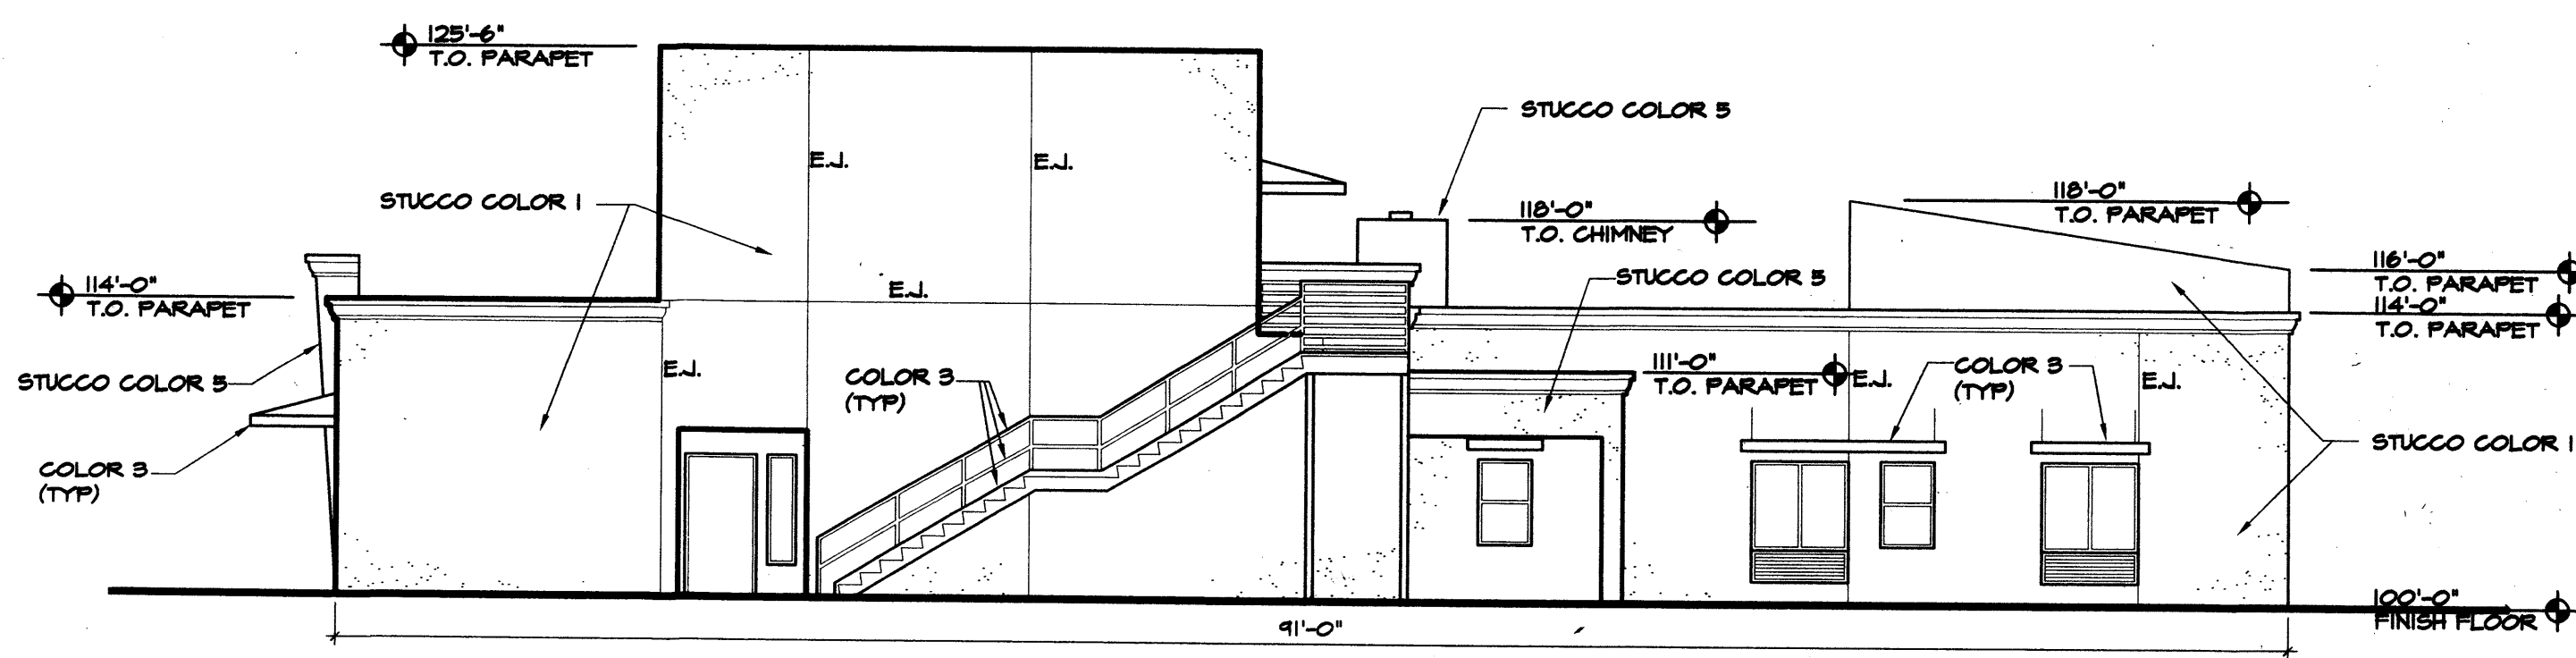 125'-6"
T.O. PARAPET
STUCCO COLOR 5
E.J.
E.J.
STUCCO COLOR 1
118'-0"
T.O. PARAPET
118'-0"
T.O. CHIMNEY
116'-0"
T.O. PARAPET
STUCCO COLOR 5
114'-0"
T.O. PARAPET
E.J.
114'-0"
T.O. PARAPET
111'-0"
T.O. PARAPET
E.J.
COLOR 3
(TYP)
E.J.
E.J.
COLOR 3
(TYP)
STUCCO COLOR 5
STUCCO COLOR 1
COLOR 3
(TYP)
100'-0"
FINISH FLOOR
91'-0"